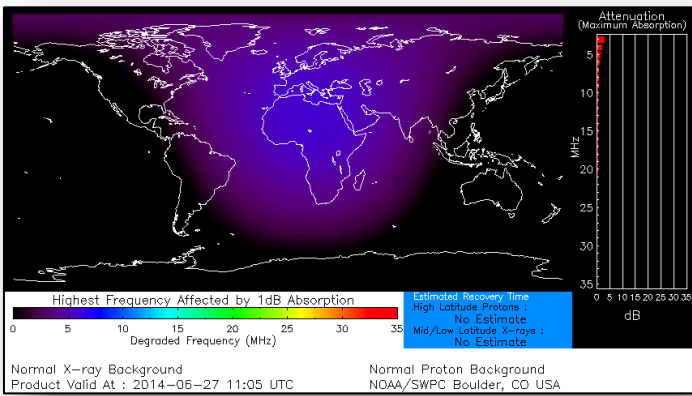 Attenuation
(Maximum Absorption)
5
10
15
20
25
30
35
MHz
0 5 10 15 20 25 30 35
dB
Highest Frequency Affected by 1dB Absorption
0 5 10 15 20 25 30 35
Degraded Frequency (MHz)
Estimated Recovery Time
High Latitude Protons :
No Estimate
Mid/Low Latitude X-rays :
No Estimate
Normal X-ray Background
Normal Proton Background
Product Valid At : 2014-06-27 11:05 UTC
NOAA/SWPC Boulder, CO USA